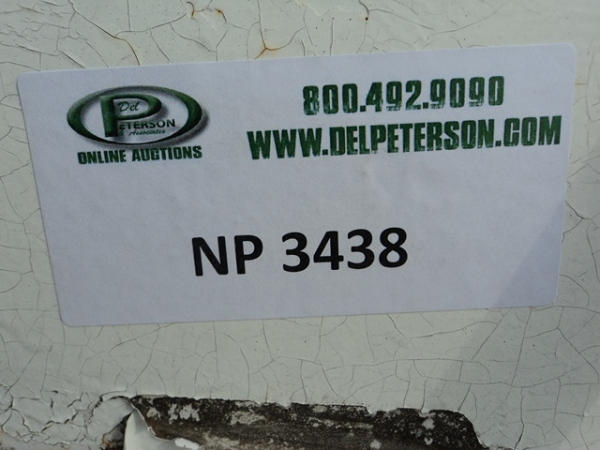 Del
PETERSON
Associates
ONLINE AUCTIONS
800.492.9090
WWW.DELPETERSON.COM
NP 3438